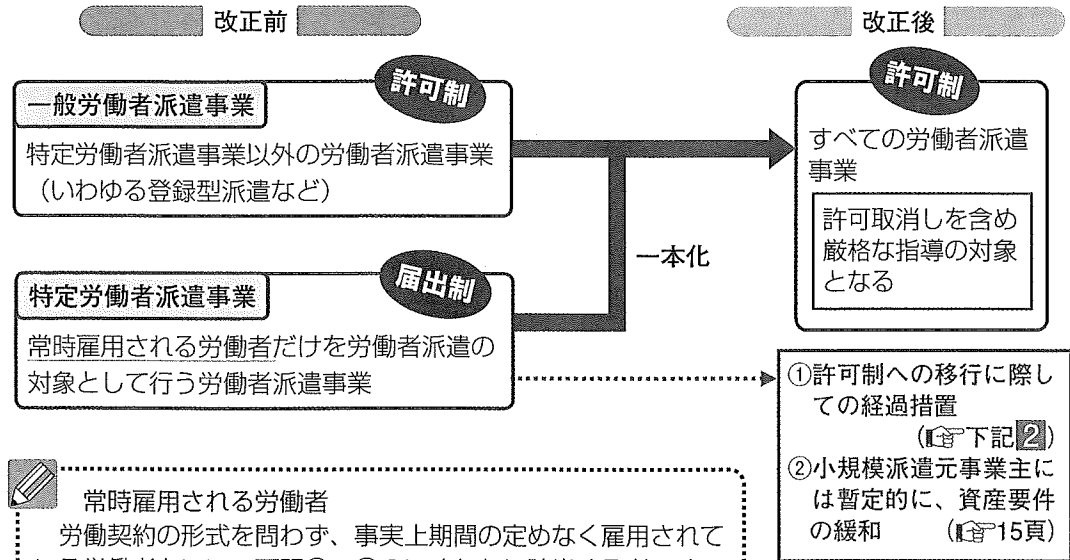 改正前
改正後
許可制
一般労働者派遣事業
特定労働者派遣事業以外の労働者派遣事業
（いわゆる登録型派遣など）
届出制
特定労働者派遣事業
常時雇用される労働者だけを労働者派遣の
対象として行う労働者派遣事業
一本化
許可制
すべての労働者派遣
事業
許可取消しを含め
厳格な指導の対象
となる
①許可制への移行に際し
ての経過措置
（☞下記2）
②小規模派遣元事業主に
は暫定的に、資産要件
の緩和 （☞15頁）
常時雇用される労働者
労働契約の形式を問わず、事実上期間の定めなく雇用されて